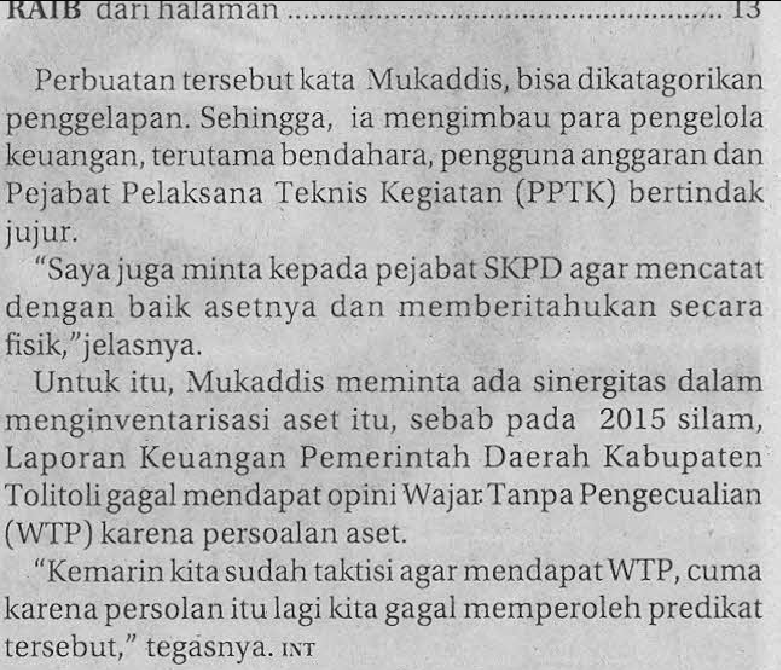 RAIB dari halaman ........................................................ 13
Perbuatan tersebut kata Mukaddis, bisa dikatagorikan
penggelapan. Sehingga, ia mengimbau para pengelola
keuangan, terutama bendahara, pengguna anggaran dan
Pejabat Pelaksana Teknis Kegiatan (PPTK) bertindak
jujur.
“Saya juga minta kepada pejabat SKPD agar mencatat
dengan baik asetnya dan memberitahukan secara
fisik,”jelasnya.
Untuk itu, Mukaddis meminta ada sinergitas dalam
menginventarisasi aset itu, sebab pada 2015 silam,
Laporan Keuangan Pemerintah Daerah Kabupaten
Tolitoli gagal mendapat opini Wajar Tanpa Pengecualian
(WTP) karena persoalan aset.
“Kemarin kita sudah taktisi agar mendapat WTP, cuma
karena persolan itu lagi kita gagal memperoleh predikat
tersebut,” tegasnya. INT